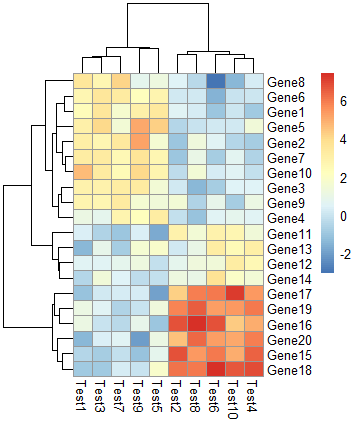 Gene8
Gene6
Gene1
Gene5
Gene2
Gene7
Gene10
Gene3
Gene9
Gene4
Gene11
Gene13
Gene12
Gene14
Gene17
Gene19
Gene16
Gene20
Gene15
Gene18
6
4
2
0
-2
Test1
Test3
Test7
Test9
Test5
Test2
Test8
Test6
Test10
Test4